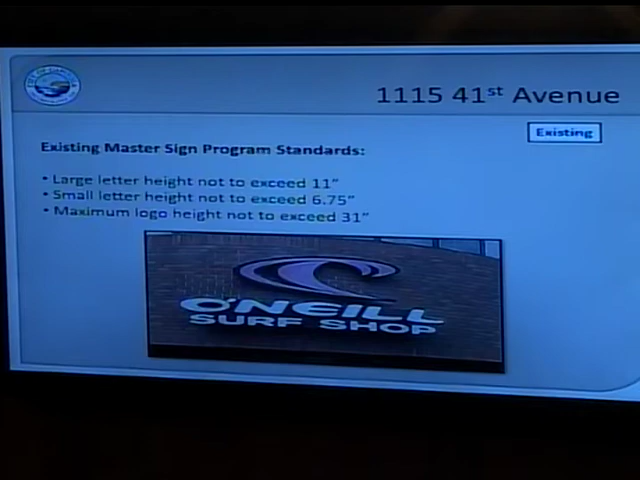 1115 41st Avenue
Existing
Existing Master Sign Program Standards:
• Large letter height not to exceed 11"
• Small letter height not to exceed 6.75"
• Maximum logo height not to exceed 31"
O'NEILL
SURF SHOP